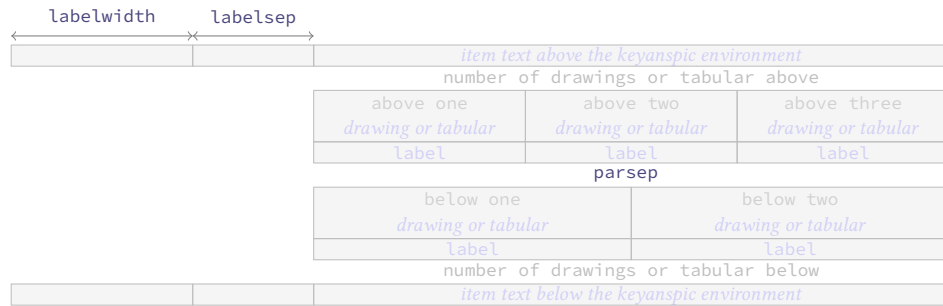 labelwidth labelsep
item text above the keyanspic environment
number of drawings or tabular above
above one above two above three
drawing or tabular drawing or tabular drawing or tabular
label label label
parsep
below one below two
drawing or tabular drawing or tabular
label label
number of drawings or tabular below
item text below the keyanspic environment